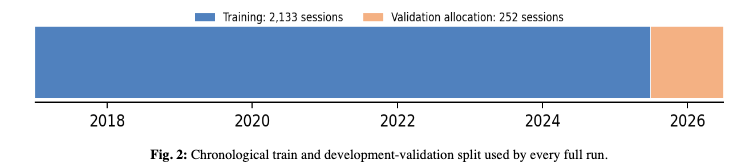 Training: 2,133 sessions Validation allocation: 252 sessions
2018 2020 2022 2024 2026
Fig. 2: Chronological train and development-validation split used by every full run.